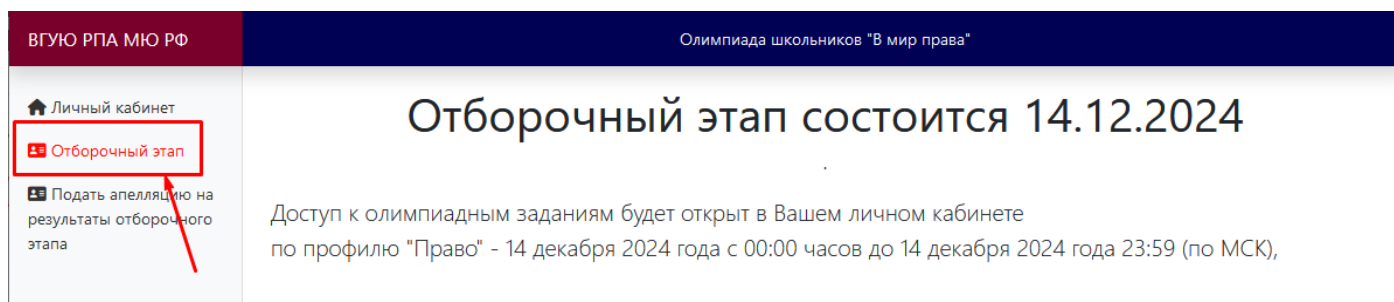 ВГУЮ РПА МЮ РФ
Олимпиада школьников "В мир права"
Личный кабинет
Отборочный этап
Подать апелляцию на
результаты отборочного
этапа
Отборочный этап состоится 14.12.2024
.
Доступ к олимпиадным заданиям будет открыт в Вашем личном кабинете
по профилю "Право" - 14 декабря 2024 года с 00:00 часов до 14 декабря 2024 года 23:59 (по МСК),